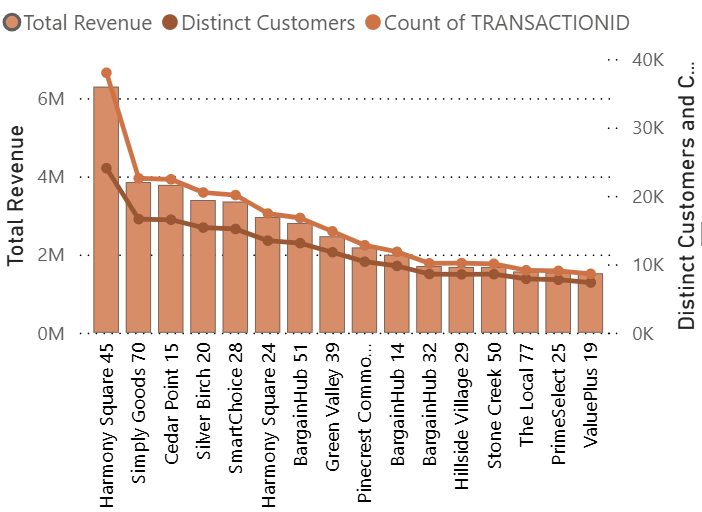 Total Revenue Distinct Customers Count of TRANSACTIONID
Total Revenue
6M
4M
2M
0M
40K
30K
20K
10K
0K
Distinct Customers and C...
Harmony Square 45
Simply Goods 70
Cedar Point 15
Silver Birch 20
SmartChoice 28
Harmony Square 24
BargainHub 51
Green Valley 39
Pinecrest Commo...
BargainHub 14
BargainHub 32
Hillside Village 29
Stone Creek 50
The Local 77
PrimeSelect 25
ValuePlus 19